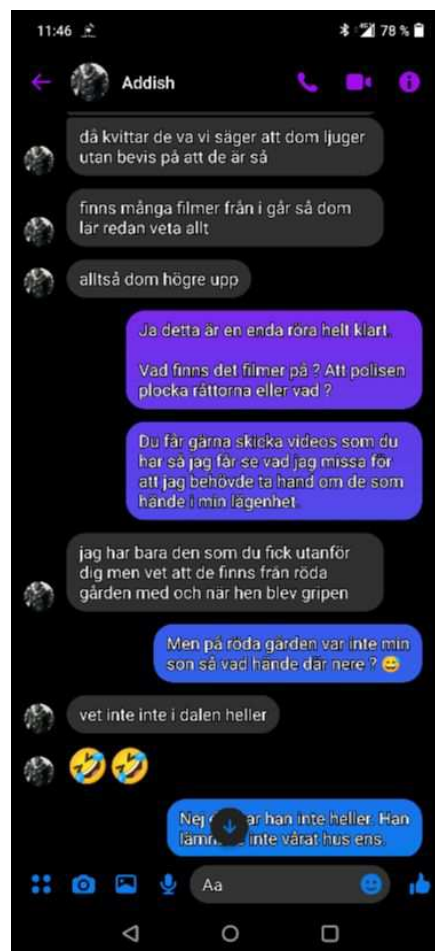 11:46
78 %
Addish
då kvittar de va vi säger att dom ljuger
utan bevis på att de är så
finns många filmer från i går så dom
lär redan veta allt
alltså dom högre upp
Ja detta är en enda röra helt klart.
Vad finns det filmer på ? Att polisen
plocka råttorna eller vad ?
Du får gärna skicka videos som du
har så jag får se vad jag missa för
att jag behövde ta hand om de som
hände i min lägenhet.
jag har bara den som du fick utanför
dig men vet att de finns från röda
gården med och när hen blev gripen
Men på röda gården var inte min
son så vad hände där nere ? 😅
vet inte inte i dalen heller
🤣🤣
Nej ar han inte heller. Han
lämn inte vårat hus ens.
Aa